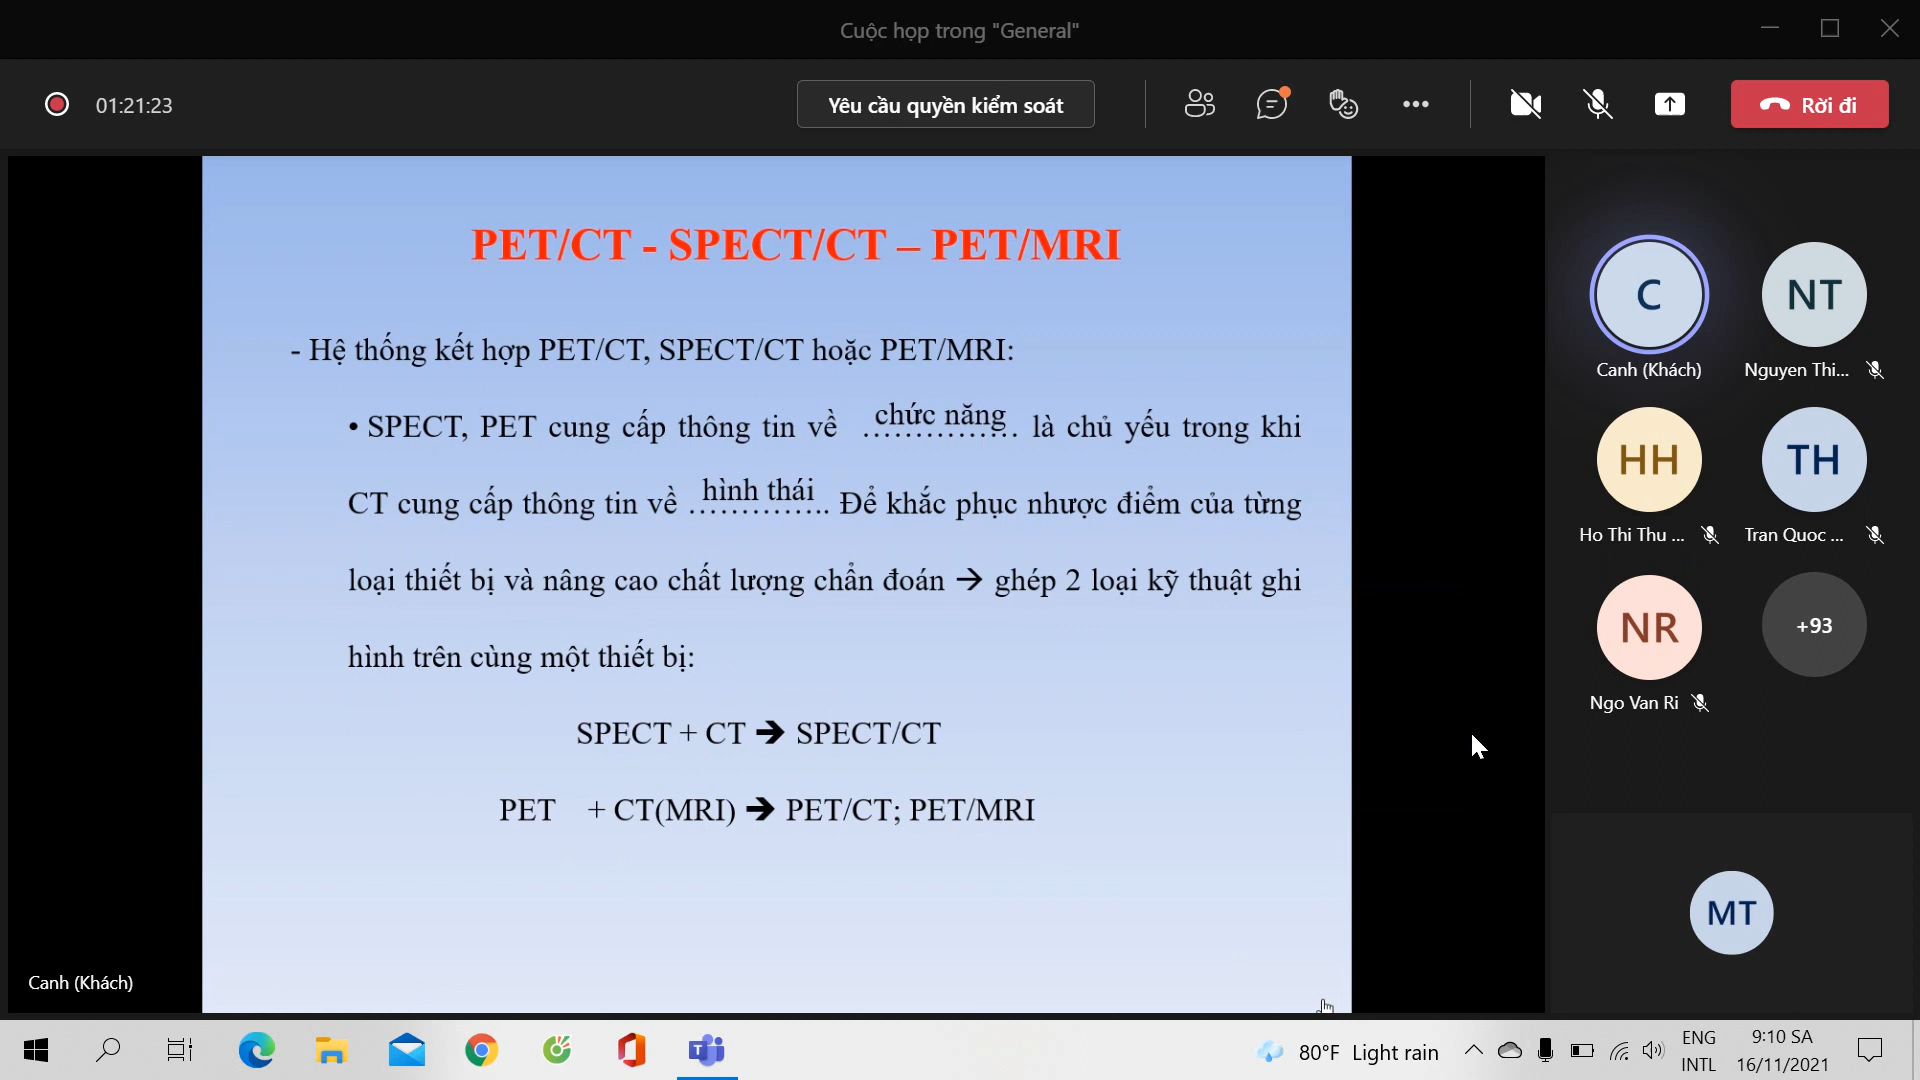 Cuộc họp trong "General"
01:21:23
Yêu cầu quyền kiểm soát
Rời đi
PET/CT - SPECT/CT – PET/MRI
- Hệ thống kết hợp PET/CT, SPECT/CT hoặc PET/MRI:
• SPECT, PET cung cấp thông tin về chức năng ……………. là chủ yếu trong khi
CT cung cấp thông tin về hình thái ………….. Để khắc phục nhược điểm của từng
loại thiết bị và nâng cao chất lượng chẩn đoán → ghép 2 loại kỹ thuật ghi
hình trên cùng một thiết bị:
SPECT + CT ➔ SPECT/CT
PET + CT(MRI) ➔ PET/CT; PET/MRI
Canh (Khách)
C
Canh (Khách)
NT
Nguyen Thi...
HH
Ho Thi Thu ...
TH
Tran Quoc ...
NR
Ngo Van Ri
+93
MT
80°F Light rain
ENG
INTL
9:10 SA
16/11/2021